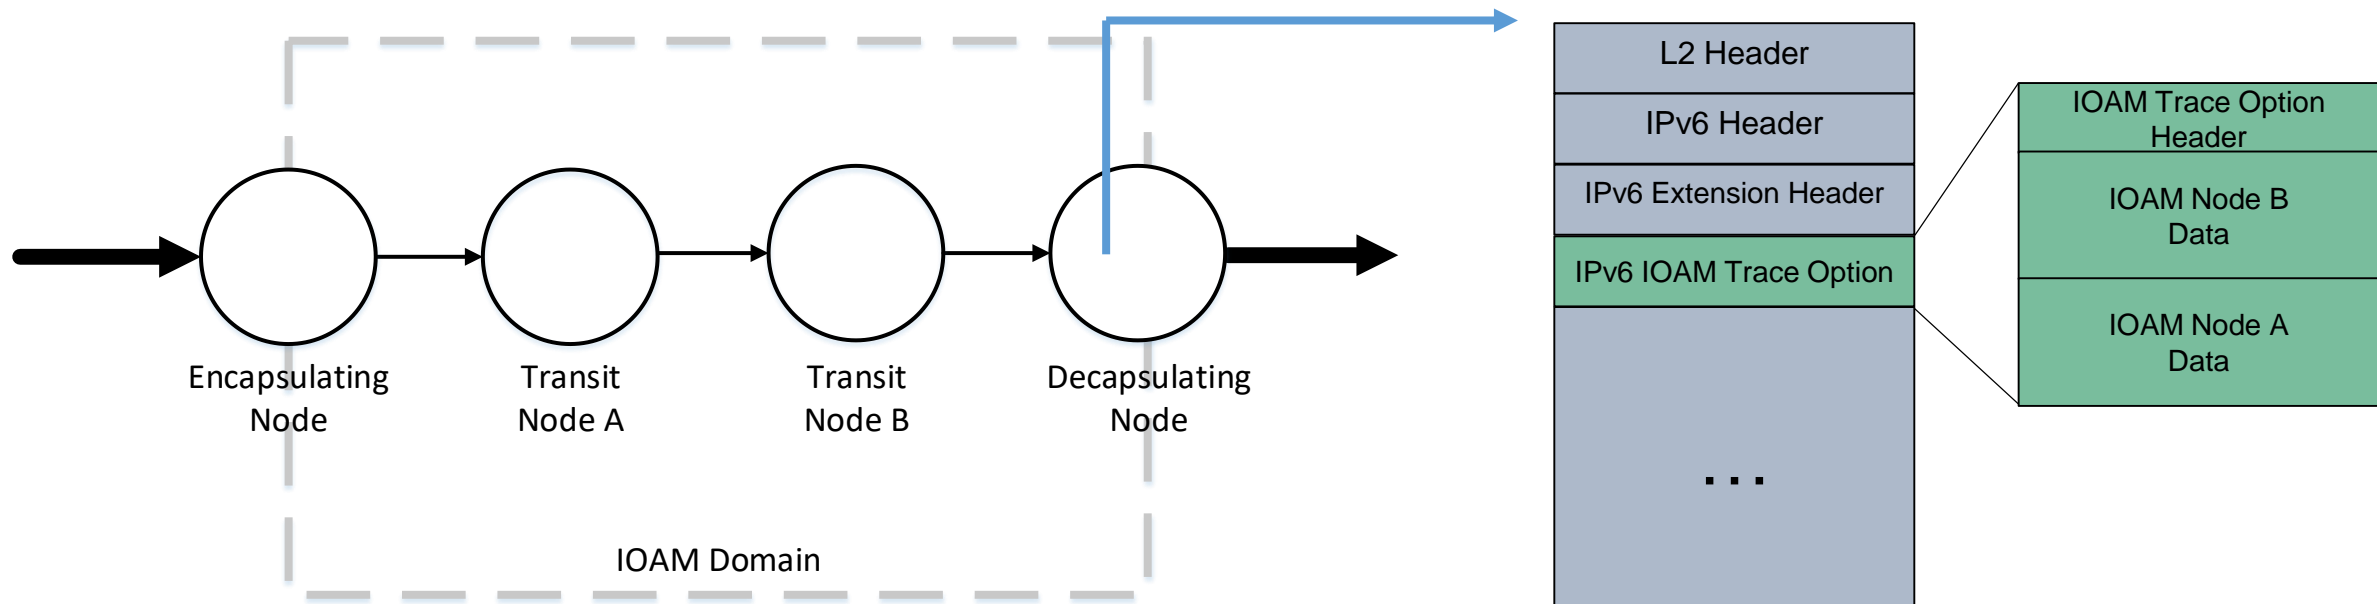 Encapsulating
Node
Transit
Node A
Transit
Node B
Decapsulating
Node
IOAM Domain
L2 Header
IPv6 Header
IPv6 Extension Header
IPv6 IOAM Trace Option
...
IOAM Trace Option
Header
IOAM Node B
Data
IOAM Node A
Data